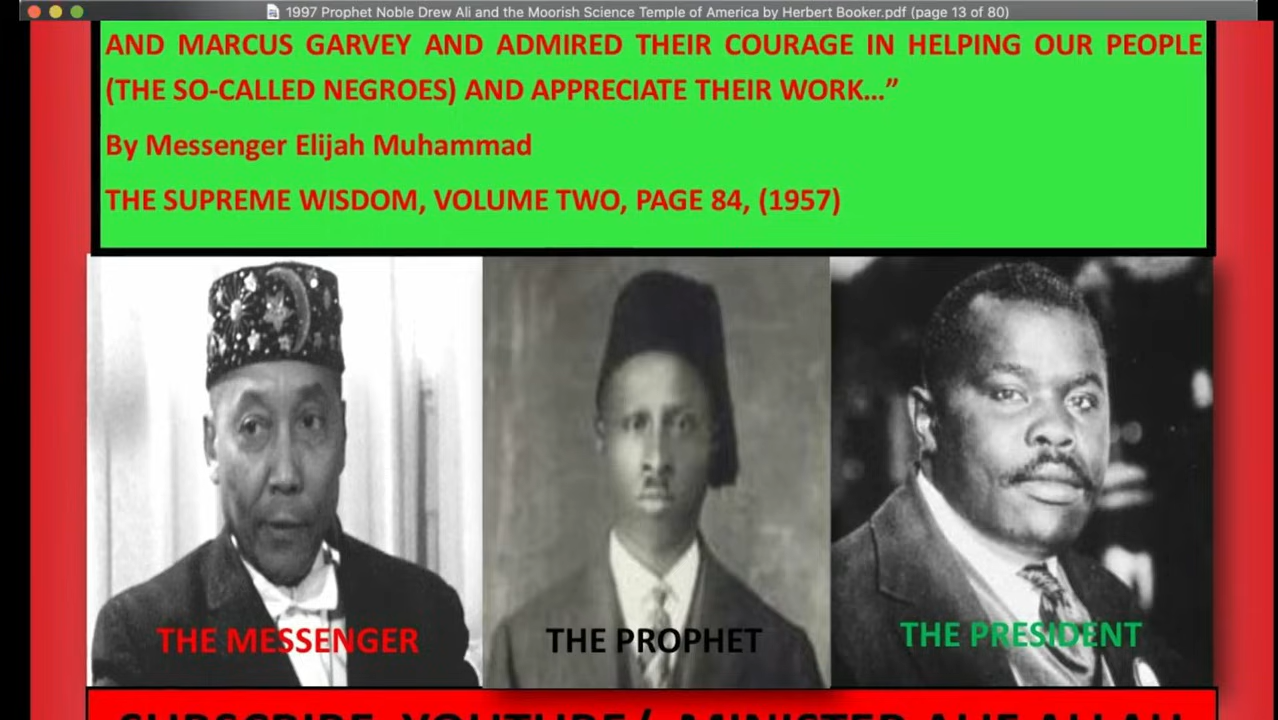 1997 Prophet Noble Drew Ali and the Moorish Science Temple of America by Herbert Booker.pdf (page 13 of 80)
AND MARCUS GARVEY AND ADMIRED THEIR COURAGE IN HELPING OUR PEOPLE
(THE SO-CALLED NEGROES) AND APPRECIATE THEIR WORK...”
By Messenger Elijah Muhammad
THE SUPREME WISDOM, VOLUME TWO, PAGE 84, (1957)
THE MESSENGER
THE PROPHET
THE PRESIDENT